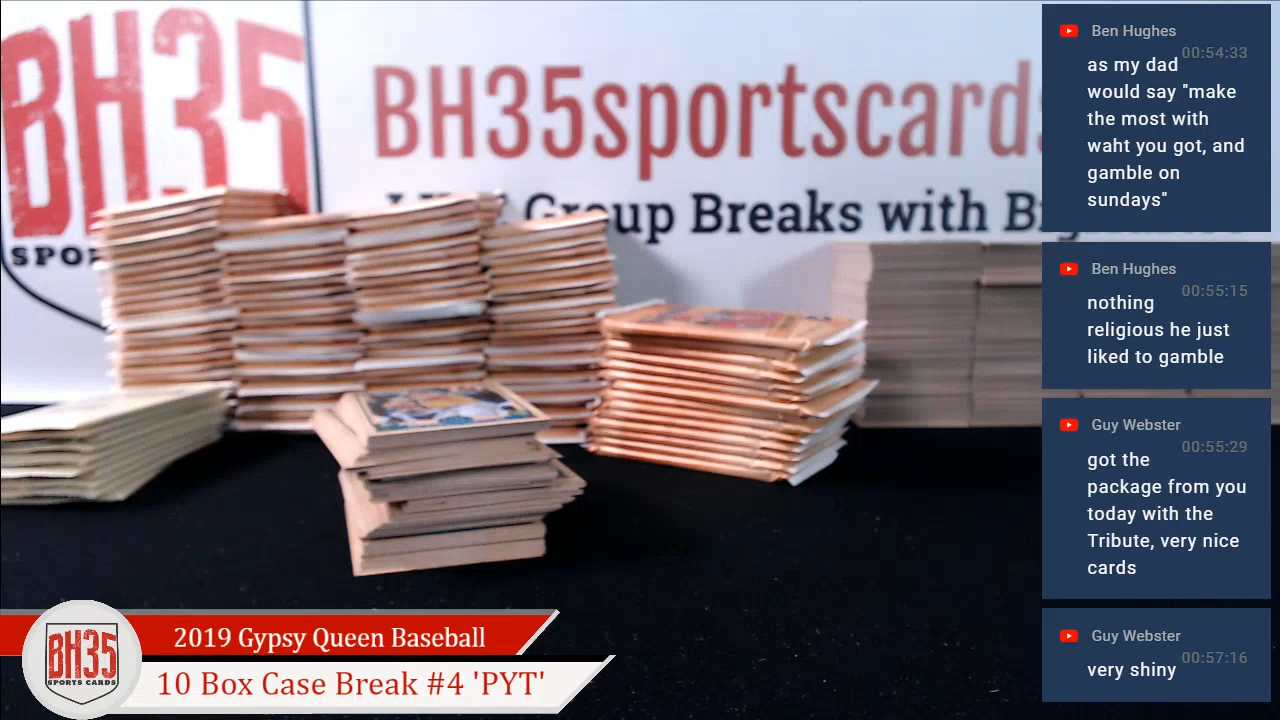 BH35
SPOR
BH35sportscards
Group Breaks with Big
Ben Hughes
00:54:33
as my dad
would say "make
the most with
waht you got, and
gamble on
sundays"
Ben Hughes
00:55:15
nothing
religious he just
liked to gamble
Guy Webster
00:55:29
got the
package from you
today with the
Tribute, very nice
cards
Guy Webster
00:57:16
very shiny
BH35
SPORTS CARDS
2019 Gypsy Queen Baseball
10 Box Case Break #4 'PYT'